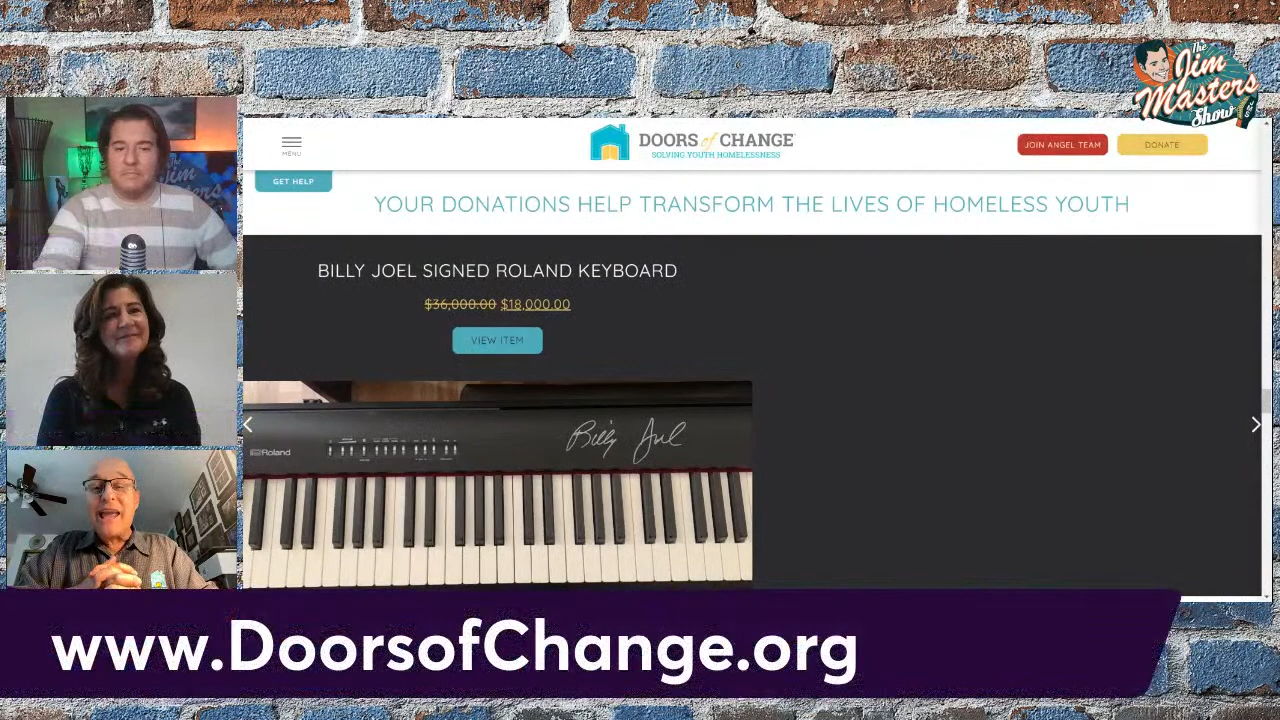 The
Jim
Masters
Show
MENU
DOORS of CHANGE
SOLVING YOUTH HOMELESSNESS
JOIN ANGEL TEAM
DONATE
GET HELP
YOUR DONATIONS HELP TRANSFORM THE LIVES OF HOMELESS YOUTH
BILLY JOEL SIGNED ROLAND KEYBOARD
$36,000.00 $18,000.00
VIEW ITEM
Billy Joel
Roland
Jim
Masters
www.DoorsofChange.org